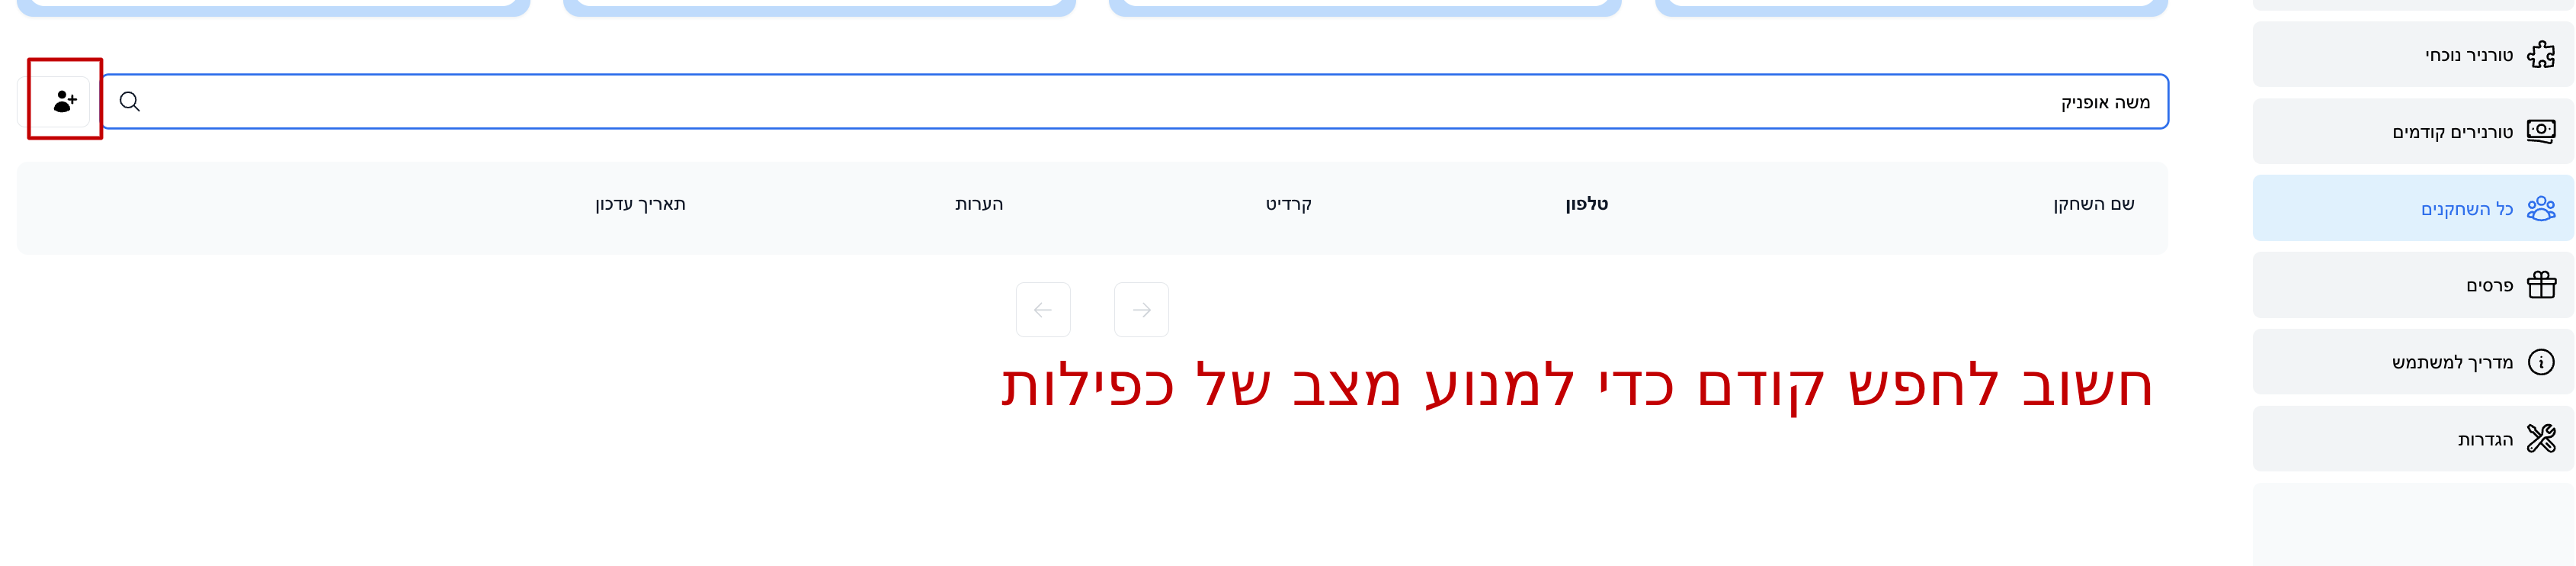 טורניר נוכחי
טורנירים קודמים
כל השחקנים
פרסים
מדריך למשתמש
הגדרות
משה אופניק
שם השחקן טלפון קרדיט הערות תאריך עדכון
חשוב לחפש קודם כדי למנוע מצב של כפילות